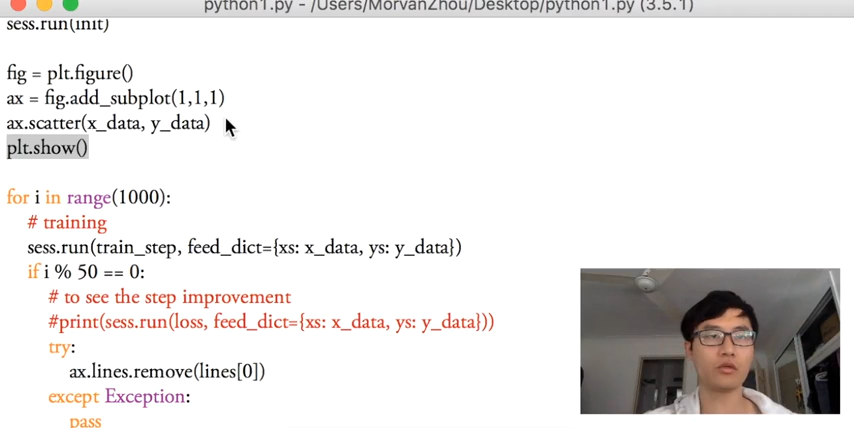 python1.py - /Users/MorvanZhou/Desktop/python1.py (3.5.1)
sess.run(init)
fig = plt.figure()
ax = fig.add_subplot(1,1,1)
ax.scatter(x_data, y_data)
plt.show()
for i in range(1000):
# training
sess.run(train_step, feed_dict={xs: x_data, ys: y_data})
if i % 50 == 0:
# to see the step improvement
#print(sess.run(loss, feed_dict={xs: x_data, ys: y_data}))
try:
ax.lines.remove(lines[0])
except Exception:
pass